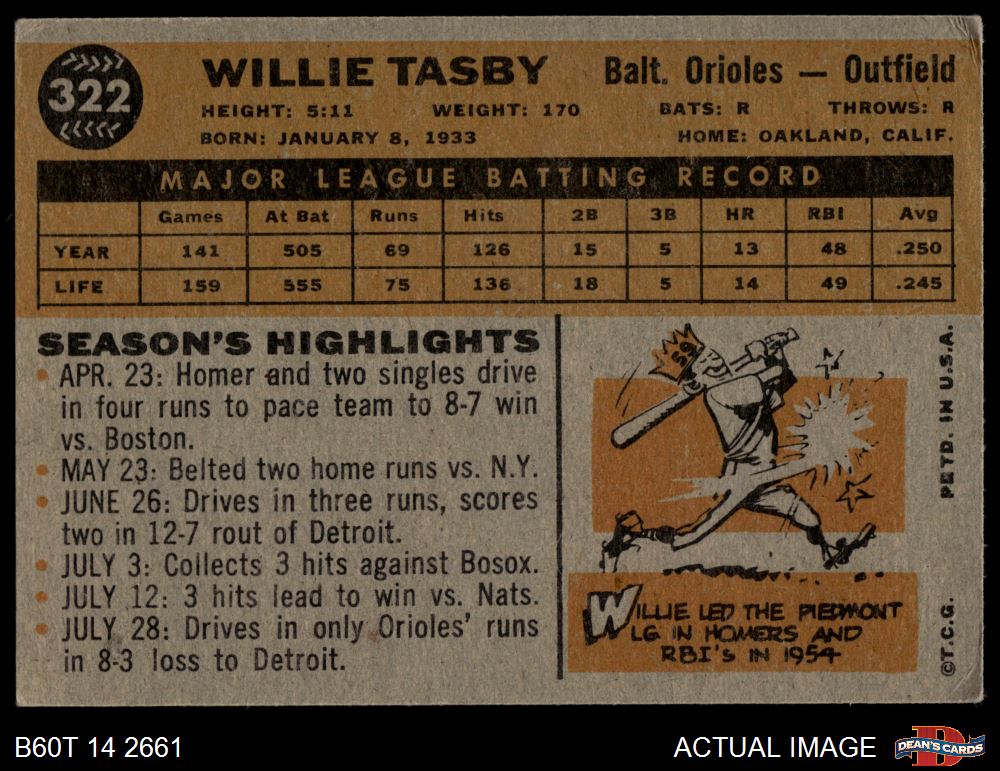 322
WILLIE TASBY
Balt. Orioles — Outfield
HEIGHT: 5:11 WEIGHT: 170 BATS: R THROWS: R
BORN: JANUARY 8, 1933 HOME: OAKLAND, CALIF.
MAJOR LEAGUE BATTING RECORD
Games At Bat Runs Hits 2B 3B HR RBI Avg
YEAR 141 505 69 126 15 5 13 48 .250
LIFE 159 555 75 136 18 5 14 49 .245
SEASON'S HIGHLIGHTS
• APR. 23: Homer and two singles drive
in four runs to pace team to 8-7 win
vs. Boston.
• MAY 23: Belted two home runs vs. N.Y.
• JUNE 26: Drives in three runs, scores
two in 12-7 rout of Detroit.
• JULY 3: Collects 3 hits against Bosox.
• JULY 12: 3 hits lead to win vs. Nats.
• JULY 28: Drives in only Orioles' runs
in 8-3 loss to Detroit.
WILLIE LED THE PIEDMONT
LG IN HOMERS AND
RBI'S IN 1954
©T.C.G. PRTD. IN U.S.A.
B60T 14 2661
ACTUAL IMAGE
DEAN'S CARDS